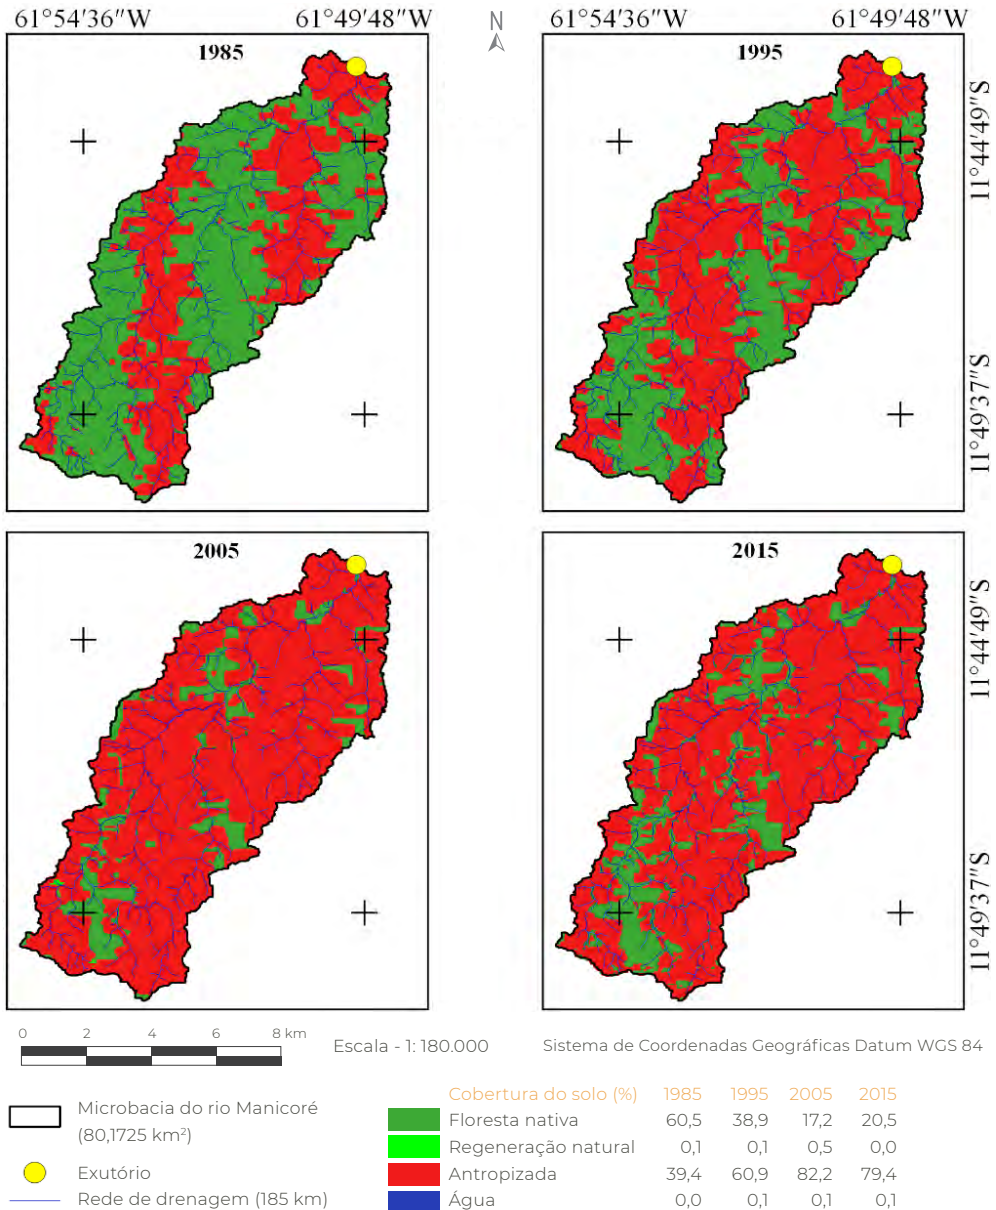 61°54'36"W 61°49'48"W N 61°54'36"W 61°49'48"W
1985 1995
11°44'49"S
11°49'37"S
2005 2015
11°44'49"S
11°49'37"S
0 2 4 6 8 km
Escala - 1: 180.000
Sistema de Coordenadas Geográficas Datum WGS 84
Microbacia do rio Manicoré
(80,1725 km²)
Exutório
Rede de drenagem (185 km)
Cobertura do solo (%) 1985 1995 2005 2015
Floresta nativa 60,5 38,9 17,2 20,5
Regeneração natural 0,1 0,1 0,5 0,0
Antropizada 39,4 60,9 82,2 79,4
Água 0,0 0,1 0,1 0,1